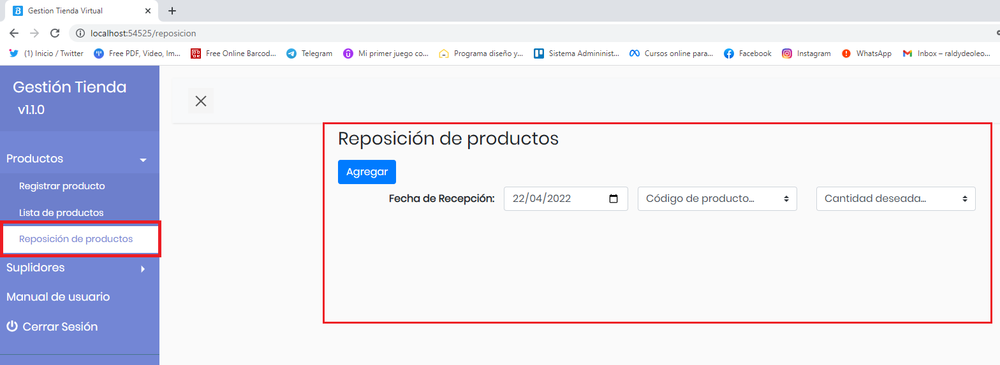 Gestion Tienda Virtual
localhost:54525/reposicion
(1) Inicio / Twitter Free PDF, Video, Im... Free Online Barcod... Telegram Mi primer juego co... Programa diseño y... Sistema Administ... Cursos online para... Facebook Instagram WhatsApp Inbox – raldydeoleo...
Gestión Tienda
v1.1.0
Productos
Registrar producto
Lista de productos
Reposición de productos
Suplidores
Manual de usuario
Cerrar Sesión
Reposición de productos
Agregar
Fecha de Recepción: 22/04/2022 Código de producto... Cantidad deseada...